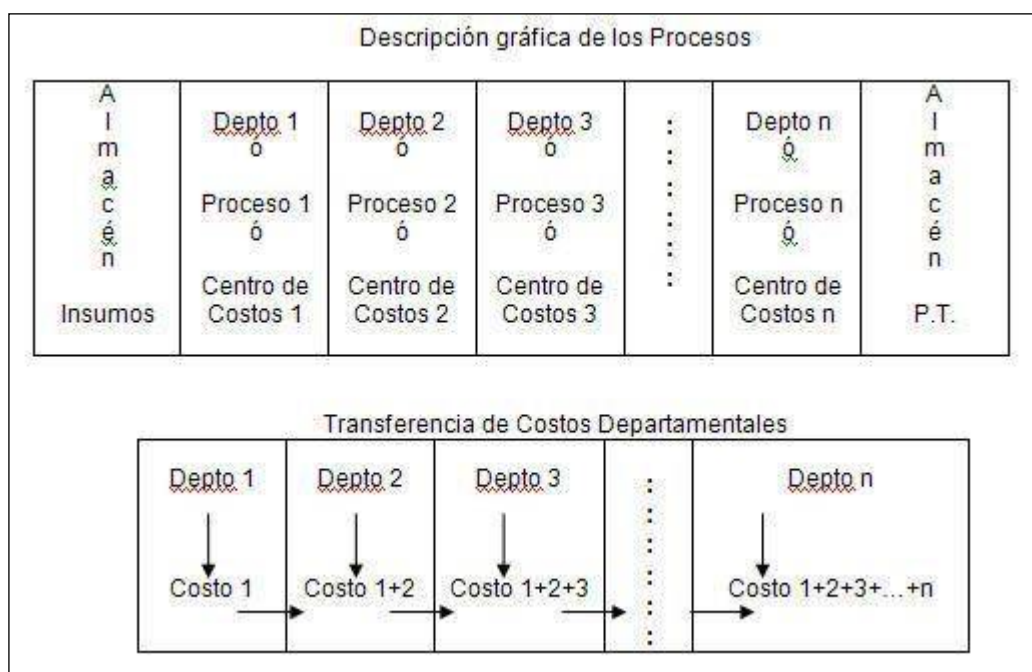 Descripción gráfica de los Procesos
Almacén
Insumos
Depto 1
ó
Proceso 1
ó
Centro de
Costos 1
Depto 2
ó
Proceso 2
ó
Centro de
Costos 2
Depto 3
ó
Proceso 3
ó
Centro de
Costos 3
Depto n
ó
Proceso n
ó
Centro de
Costos n
Almacén
P.T.
Transferencia de Costos Departamentales
Depto 1
Depto 2
Depto 3
Depto n
Costo 1
Costo 1+2
Costo 1+2+3
Costo 1+2+3+...+n